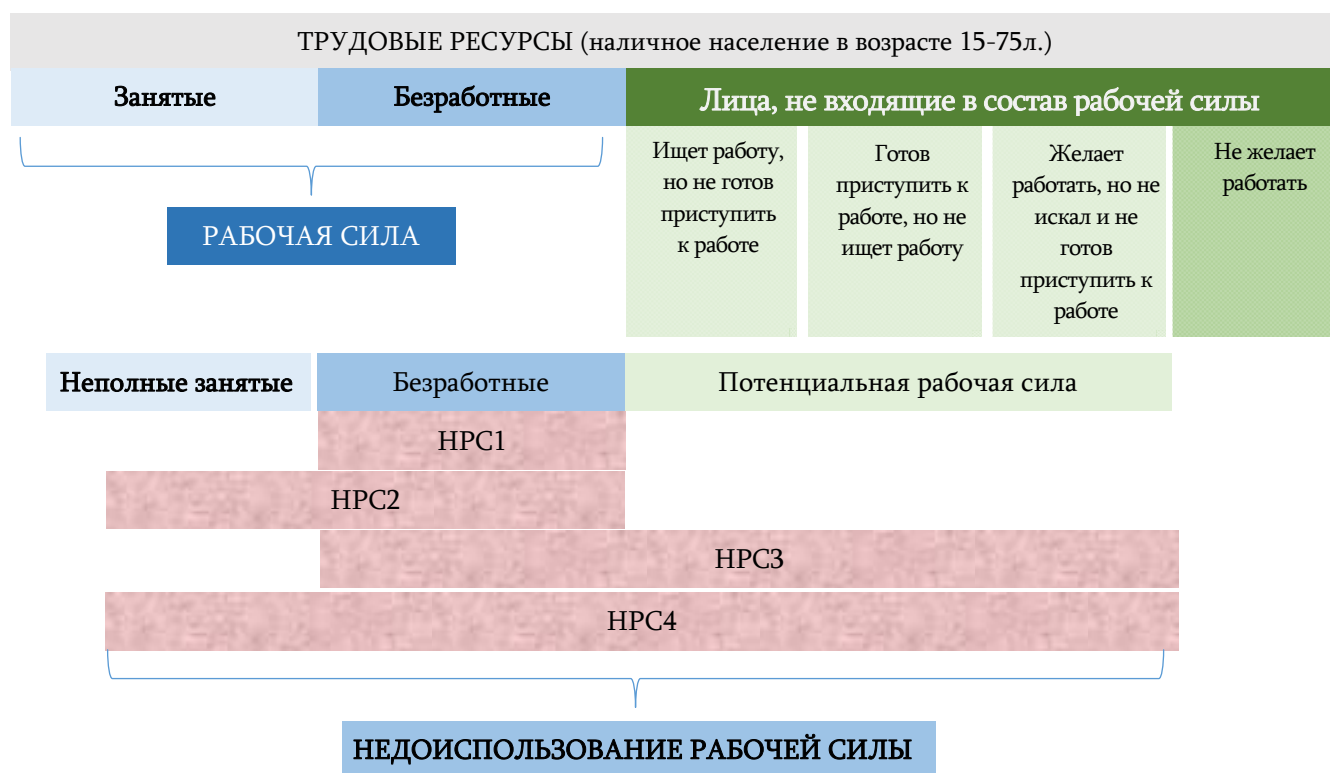 ТРУДОВЫЕ РЕСУРСЫ (наличное население в возрасте 15-75л.)
Занятые
Безработные
Лица, не входящие в состав рабочей силы
РАБОЧАЯ СИЛА
Ищет работу,
но не готов
приступить
к работе
Готов
приступить к
работе, но не
ищет работу
Желает
работать, но не
искал и не
готов
приступить к
работе
Не желает
работать
Неполные занятые
Безработные
Потенциальная рабочая сила
НРС1
НРС2
НРС3
НРС4
НЕДОИСПОЛЬЗОВАНИЕ РАБОЧЕЙ СИЛЫ